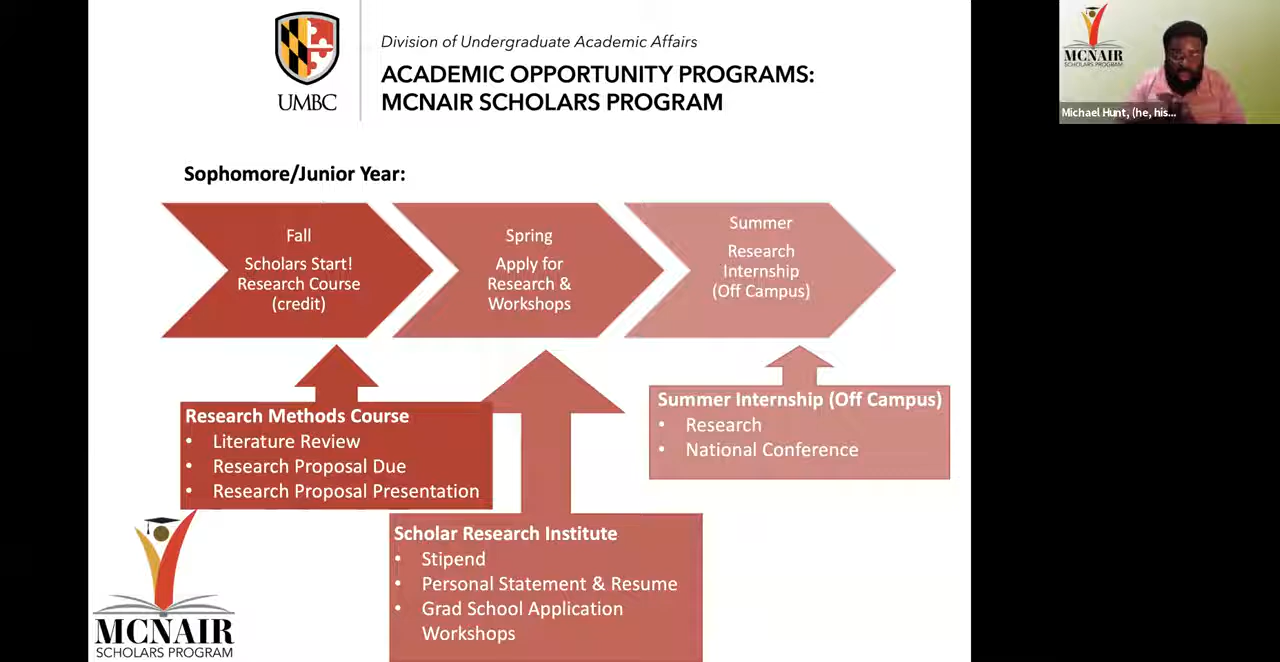 Division of Undergraduate Academic Affairs
ACADEMIC OPPORTUNITY PROGRAMS:
MCNAIR SCHOLARS PROGRAM
UMBC
MCNAIR
SCHOLARS PROGRAM
Michael Hunt, (he, his...
Sophomore/Junior Year:
Fall
Scholars Start!
Research Course
(credit)
Spring
Apply for
Research &
Workshops
Summer
Research
Internship
(Off Campus)
Research Methods Course
• Literature Review
• Research Proposal Due
• Research Proposal Presentation
Summer Internship (Off Campus)
• Research
• National Conference
Scholar Research Institute
• Stipend
• Personal Statement & Resume
• Grad School Application
Workshops
MCNAIR
SCHOLARS PROGRAM